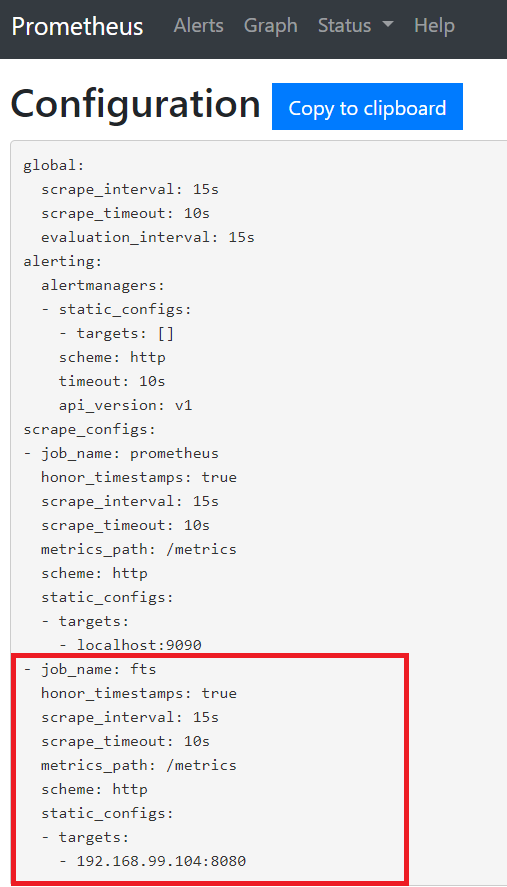 Prometheus Alerts Graph Status Help
Configuration Copy to clipboard
global:
  scrape_interval: 15s
  scrape_timeout: 10s
  evaluation_interval: 15s
alerting:
  alertmanagers:
  - static_configs:
    - targets: []
    scheme: http
    timeout: 10s
    api_version: v1
scrape_configs:
- job_name: prometheus
  honor_timestamps: true
  scrape_interval: 15s
  scrape_timeout: 10s
  metrics_path: /metrics
  scheme: http
  static_configs:
  - targets:
    - localhost:9090
- job_name: fts
  honor_timestamps: true
  scrape_interval: 15s
  scrape_timeout: 10s
  metrics_path: /metrics
  scheme: http
  static_configs:
  - targets:
    - 192.168.99.104:8080